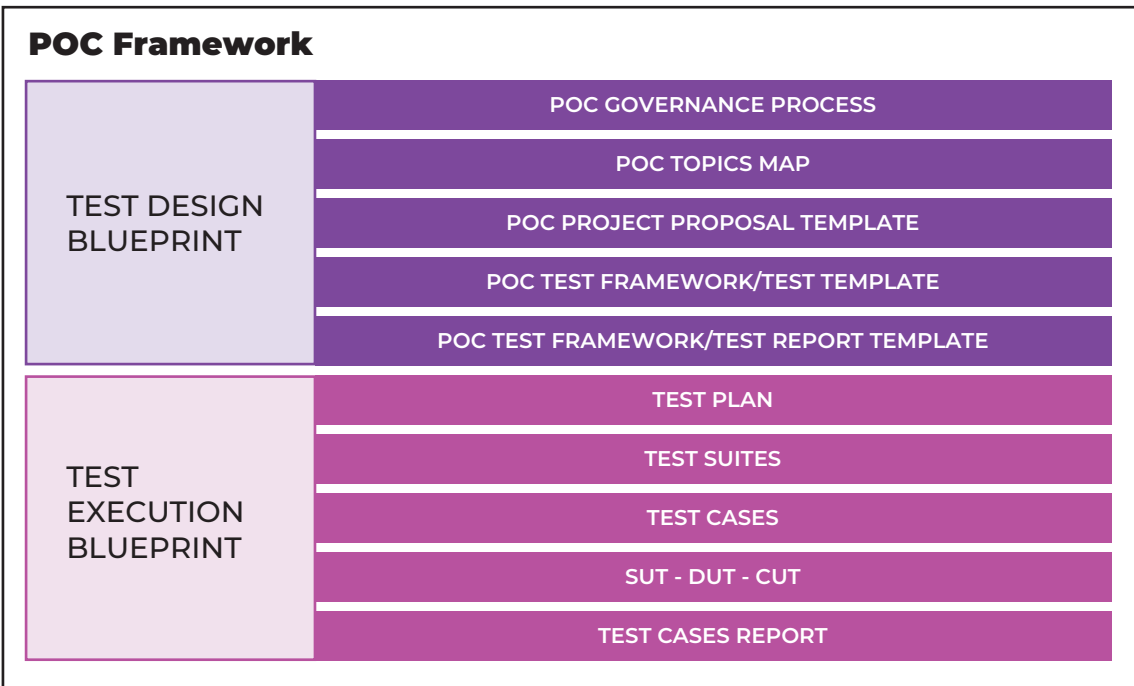 POC Framework
TEST DESIGN
BLUEPRINT
POC GOVERNANCE PROCESS
POC TOPICS MAP
POC PROJECT PROPOSAL TEMPLATE
POC TEST FRAMEWORK/TEST TEMPLATE
POC TEST FRAMEWORK/TEST REPORT TEMPLATE
TEST
EXECUTION
BLUEPRINT
TEST PLAN
TEST SUITES
TEST CASES
SUT - DUT - CUT
TEST CASES REPORT